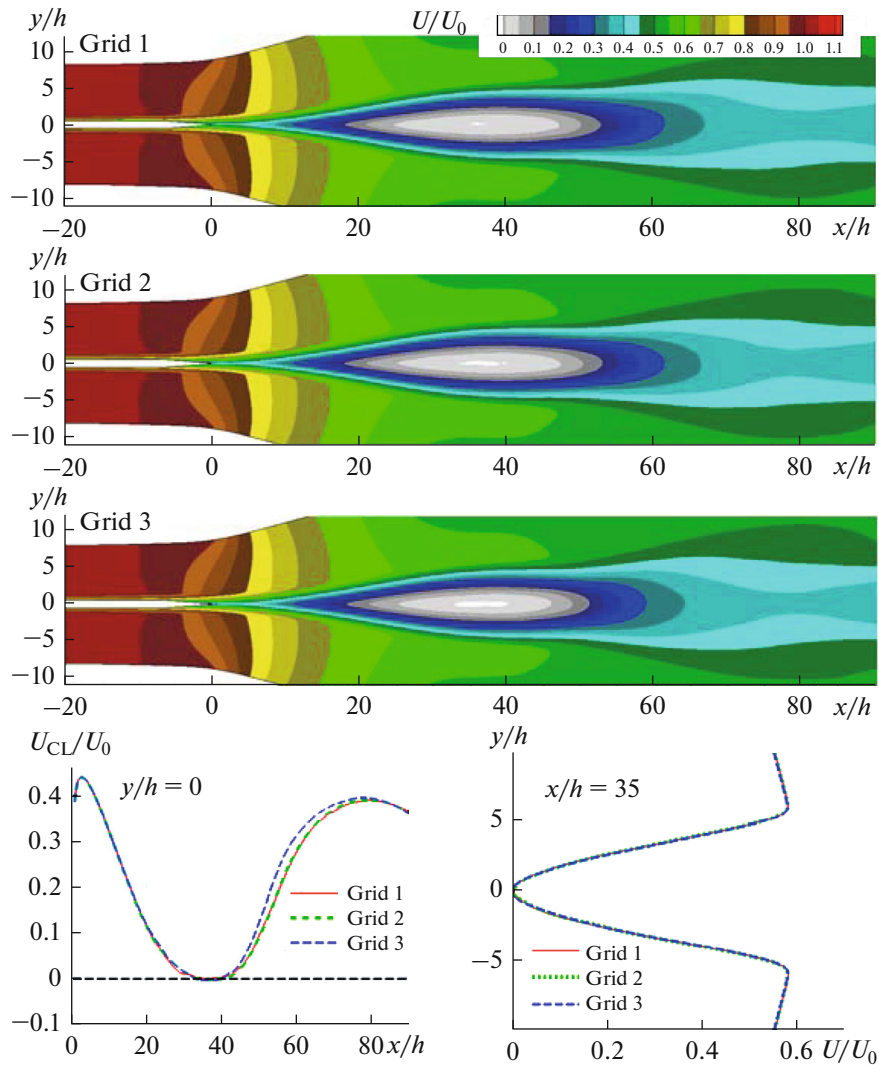 y/h
U/U0
Grid 1
0 0.1 0.2 0.3 0.4 0.5 0.6 0.7 0.8 0.9 1.0 1.1
10
5
0
−5
−10
−20 0 20 40 60 80 x/h
y/h
Grid 2
10
5
0
−5
−10
−20 0 20 40 60 80 x/h
y/h
Grid 3
10
5
0
−5
−10
−20 0 20 40 60 80 x/h
UCL/U0
y/h = 0
0.4
0.3
0.2
0.1
0
−0.1
Grid 1
Grid 2
Grid 3
0 20 40 60 80 x/h
y/h
x/h = 35
5
0
−5
Grid 1
Grid 2
Grid 3
0 0.2 0.4 0.6 U/U0